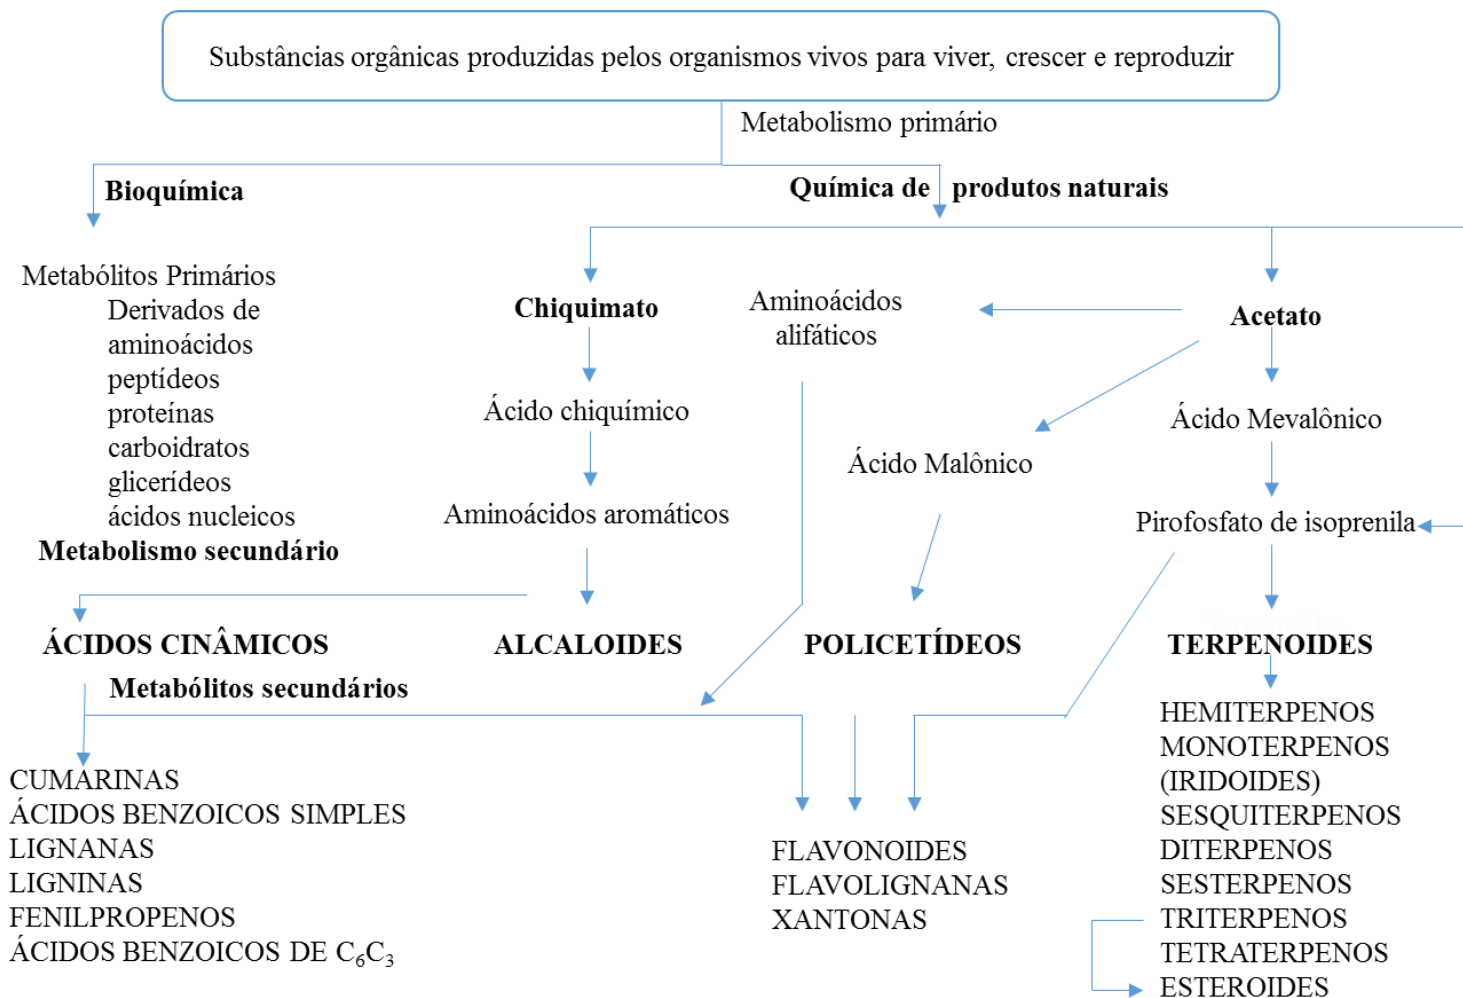 Substâncias orgânicas produzidas pelos organismos vivos para viver, crescer e reproduzir
Metabolismo primário
Bioquímica
Química de produtos naturais
Metabólitos Primários
Derivados de
aminoácidos
peptídeos
proteínas
carboidratos
glicerídeos
ácidos nucleicos
Metabolismo secundário
Chiquimato
Ácido chiquímico
Aminoácidos aromáticos
Aminoácidos
alifáticos
Ácido Malônico
Acetato
Ácido Mevalônico
Pirofosfato de isoprenila
ÁCIDOS CINÂMICOS
ALCALOIDES
POLICETÍDEOS
TERPENOIDES
Metabólitos secundários
CUMARINAS
ÁCIDOS BENZOICOS SIMPLES
LIGNANAS
LIGNINAS
FENILPROPENOS
ÁCIDOS BENZOICOS DE C₆C₃
FLAVONOIDES
FLAVOLIGNANAS
XANTONAS
HEMITERPENOS
MONOTERPENOS
(IRIDOIDES)
SESQUITERPENOS
DITERPENOS
SESTERPENOS
TRITERPENOS
TETRATERPENOS
ESTEROIDES